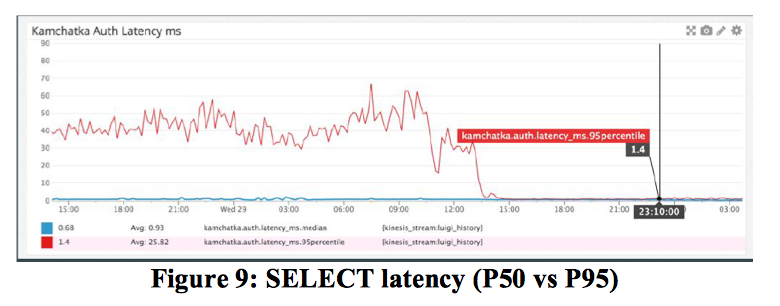 Kamchatka Auth Latency ms
90
80
70
60
50
40
30
20
10
0
kamchatka.auth.latency_ms.95percentile
1.4
15:00 18:00 21:00 Wed 29 03:00 06:00 09:00 12:00 15:00 18:00 21:00 23:10:00 03:00
0.68 Avg: 0.93 kamchatka.auth.latency_ms.median [kinesis_stream:luigi_history]
1.4 Avg: 25.82 kamchatka.auth.latency_ms.95percentile [kinesis_stream:luigi_history]
Figure 9: SELECT latency (P50 vs P95)